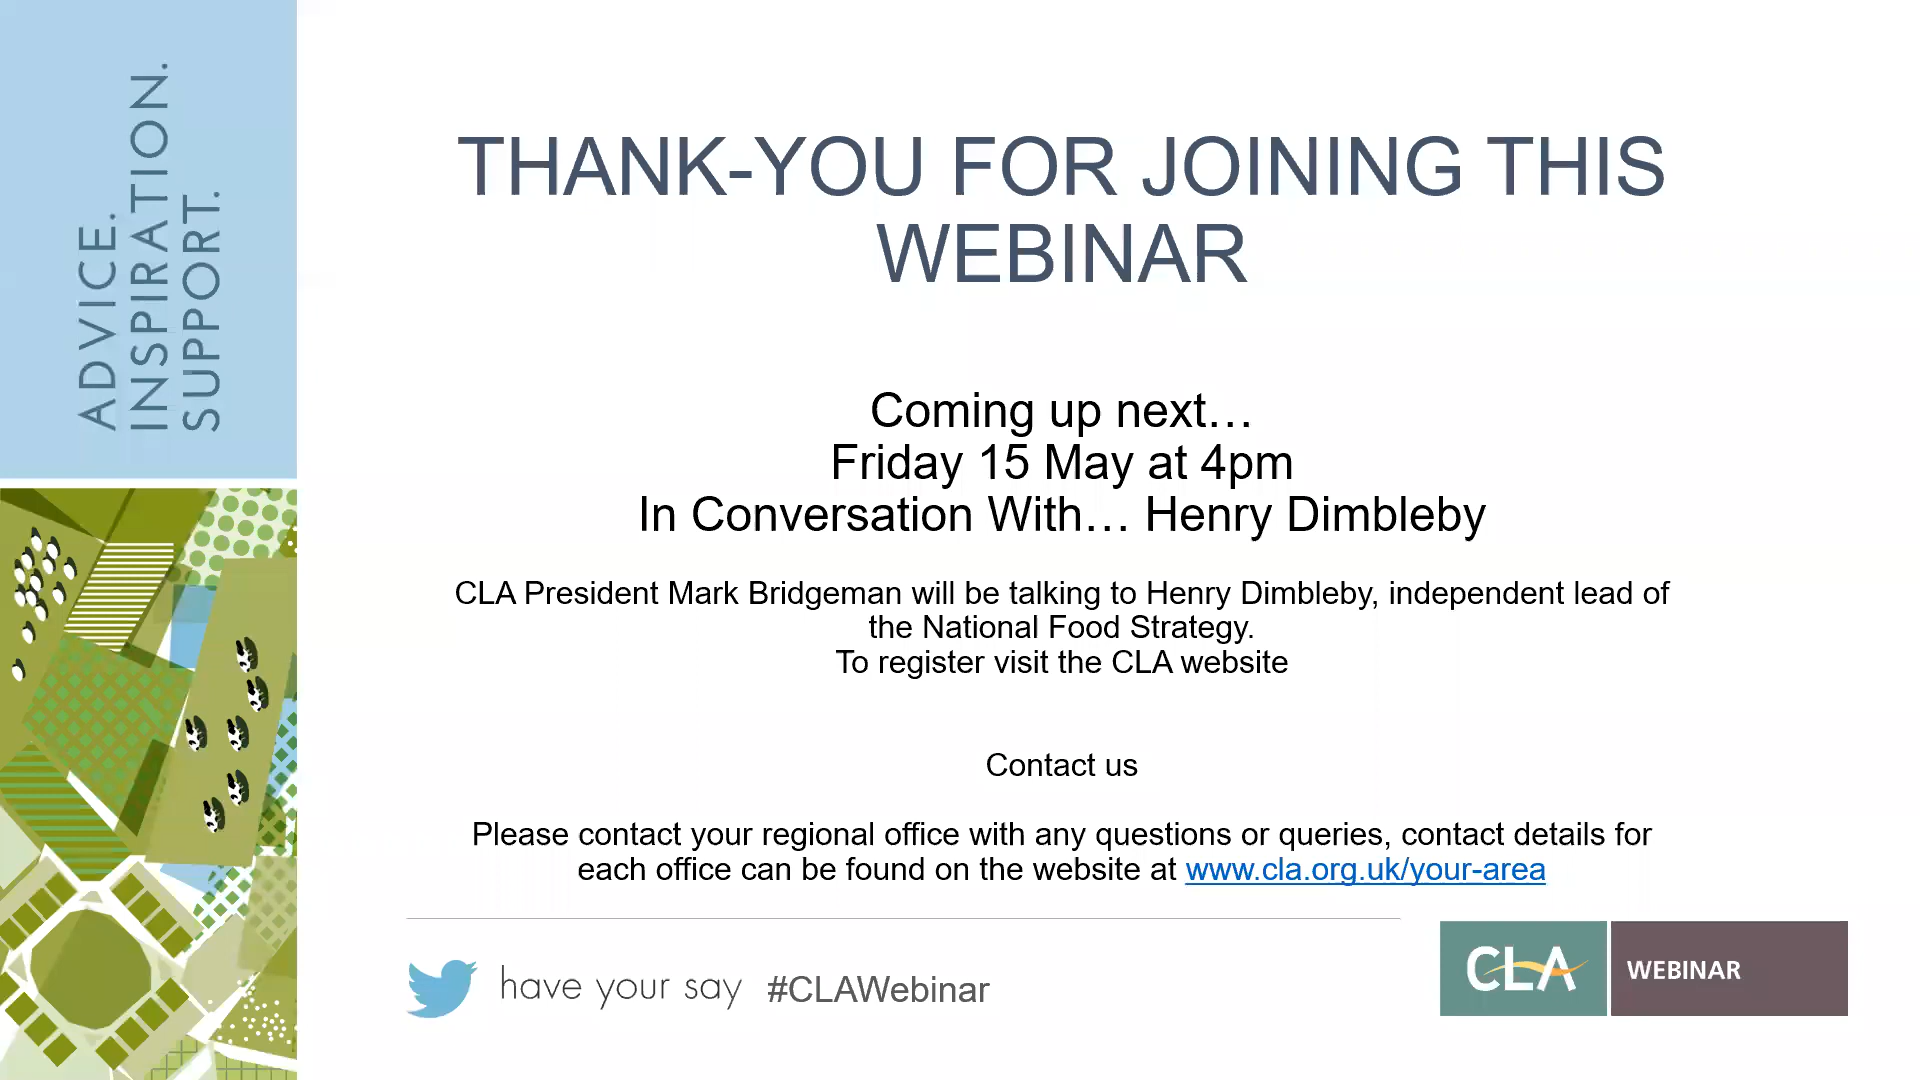 ADVICE.
INSPIRATION.
SUPPORT.
THANK-YOU FOR JOINING THIS
WEBINAR
Coming up next…
Friday 15 May at 4pm
In Conversation With… Henry Dimbleby
CLA President Mark Bridgeman will be talking to Henry Dimbleby, independent lead of
the National Food Strategy.
To register visit the CLA website
Contact us
Please contact your regional office with any questions or queries, contact details for
each office can be found on the website at www.cla.org.uk/your-area
have your say #CLAWebinar
CLA WEBINAR